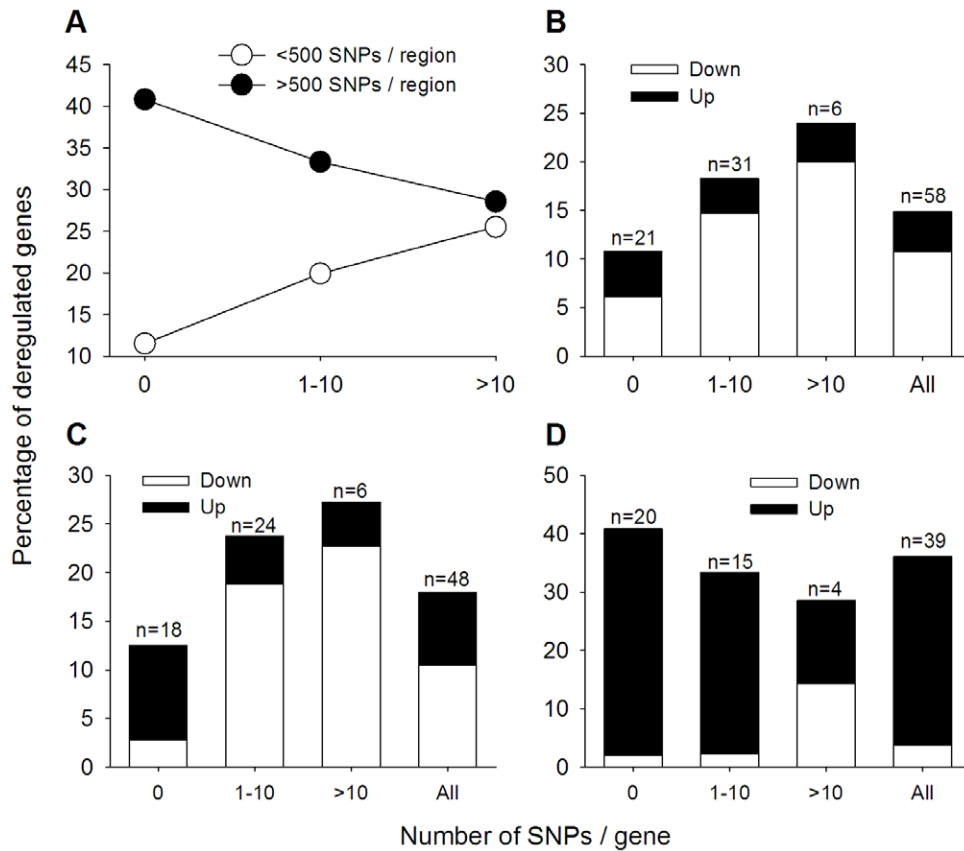 A
<500 SNPs / region
>500 SNPs / region
45
40
35
30
25
20
15
10
0
1-10
>10
B
Down
Up
30
25
20
15
10
5
0
n=21
n=31
n=6
n=58
0
1-10
>10
All
Percentage of deregulated genes
C
Down
Up
30
25
20
15
10
5
0
n=18
n=24
n=6
n=48
0
1-10
>10
All
D
Down
Up
50
40
30
20
10
0
n=20
n=15
n=4
n=39
0
1-10
>10
All
Number of SNPs / gene